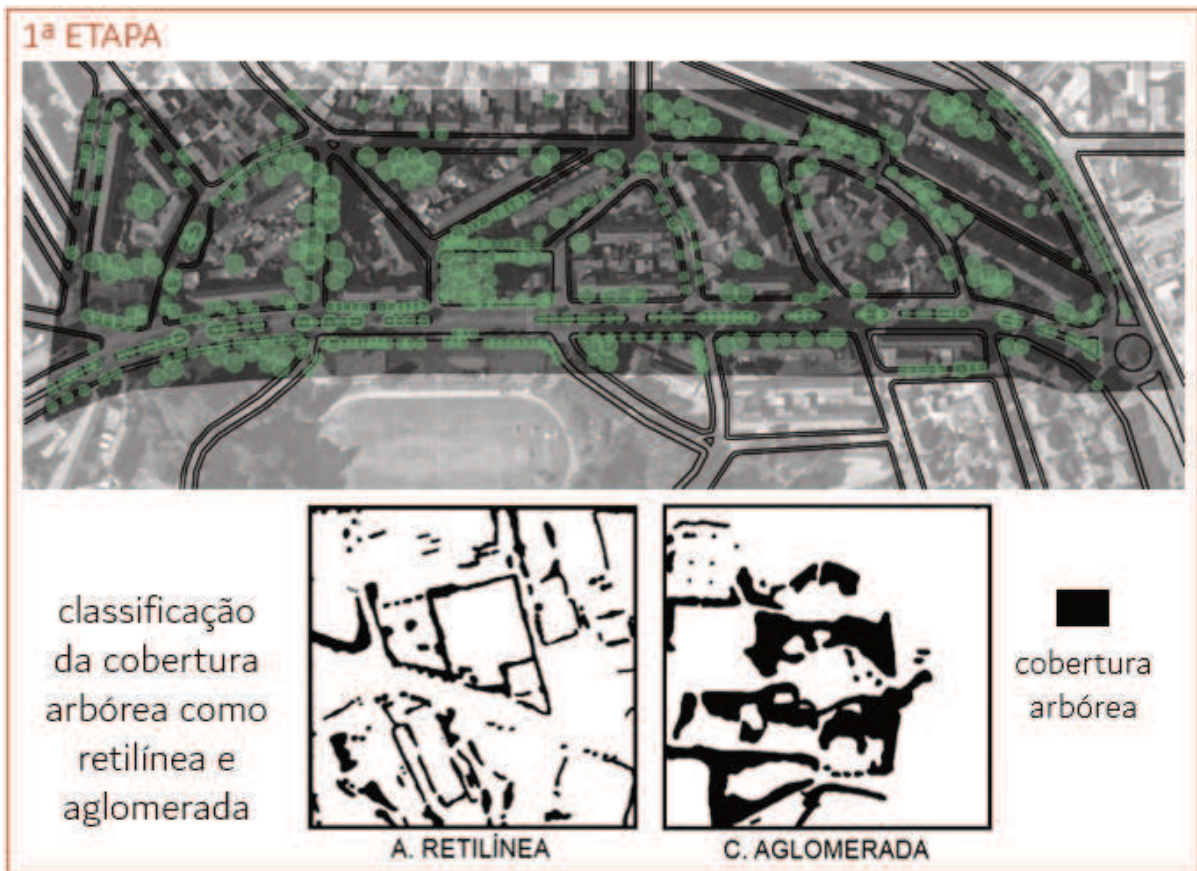 1ª ETAPA
classificação
da cobertura
arbórea como
retilínea e
aglomerada
A. RETILÍNEA
C. AGLOMERADA
cobertura
arbórea